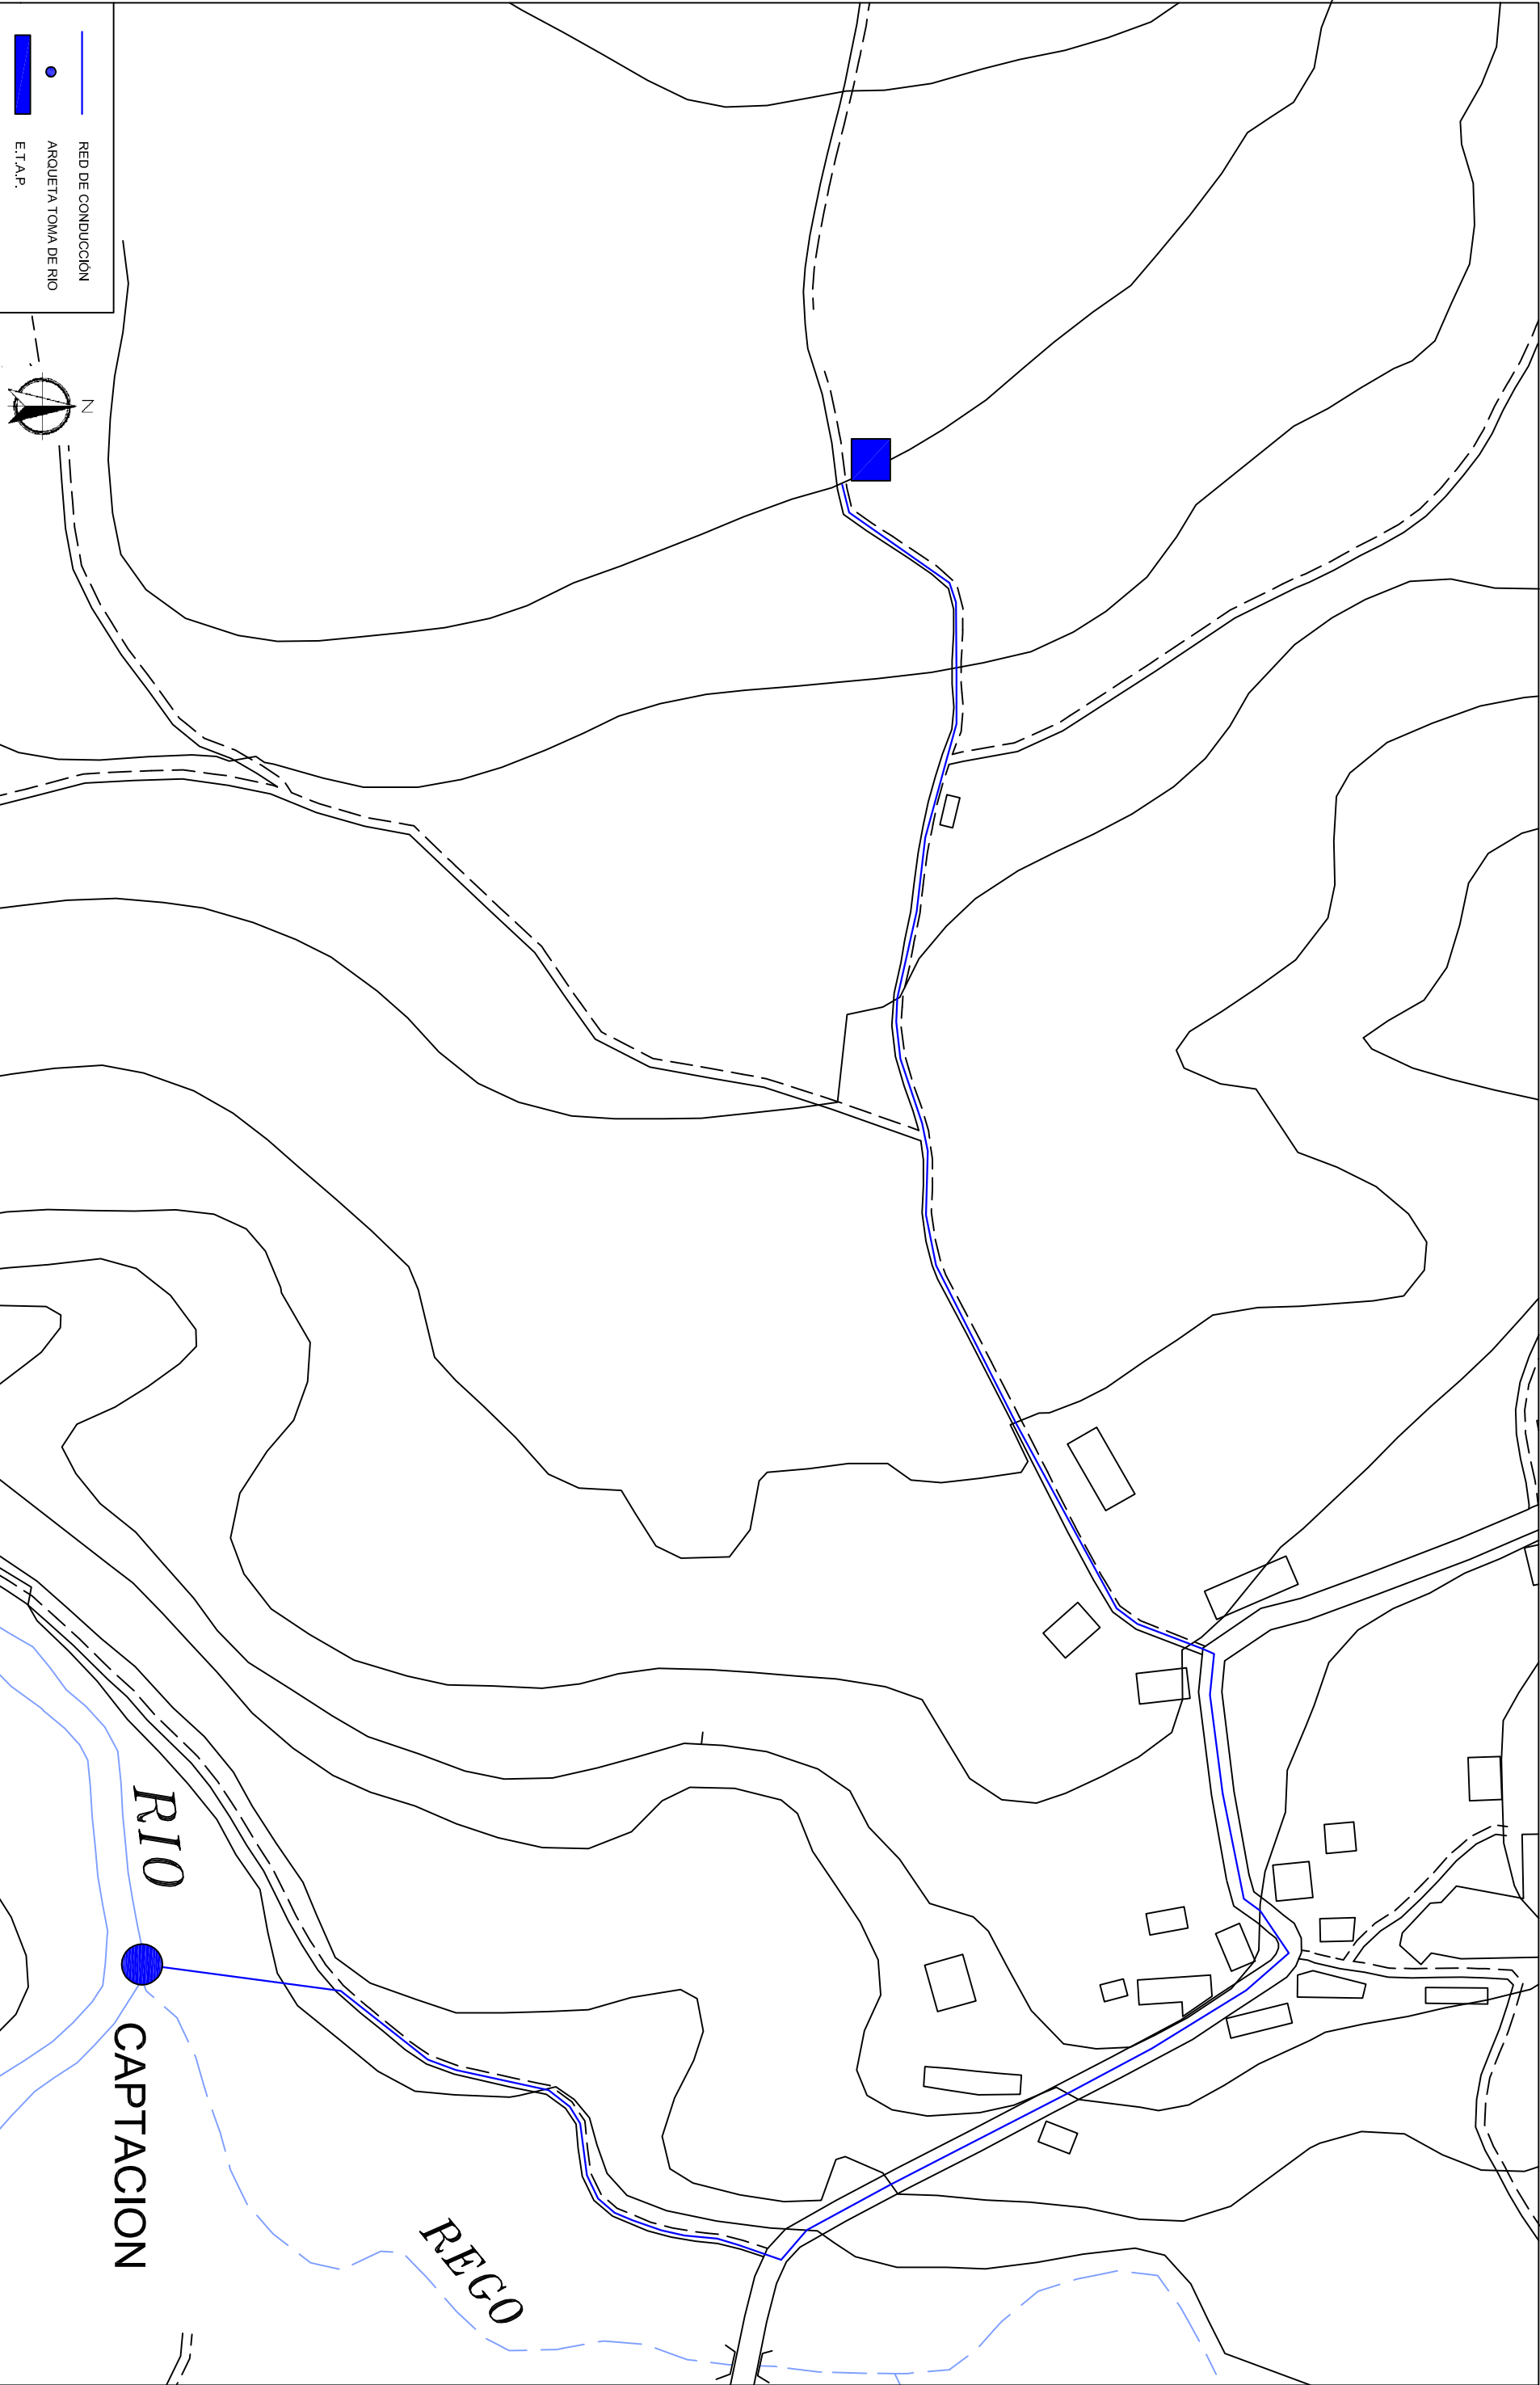 RED DE CONDUCCIÓN
ARQUETA TOMA DE RIO
E.T.A.P.
N
RIO
CAPTACION
REGO